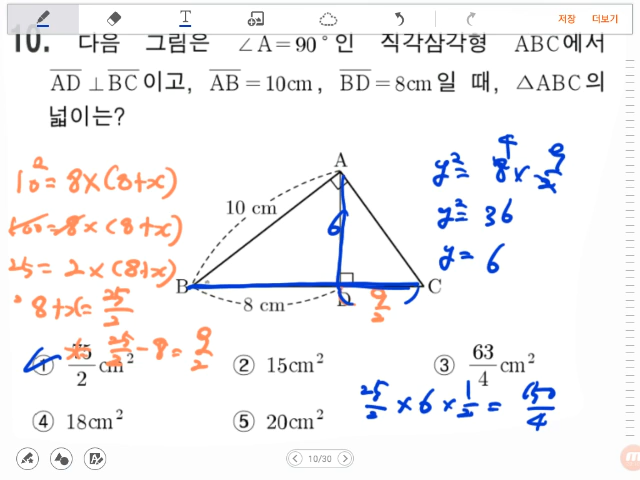 저장 더보기
10. 다음 그림은 ∠A=90°인 직각삼각형 ABC에서
AD ⊥ BC이고, AB = 10cm, BD = 8cm일 때, △ABC의
넓이는?
10² = 8×(8+x)
100 = 8×(8+x)
25 = 2×(8+x)
8+x = 25/2
x = 25/2 - 8 = 9/2
A
10 cm
6
B
D
C
8 cm
9/2
y² = 8 × 9/2
4
y² = 36
y = 6
① 75/2 cm²
② 15cm²
③ 63/4 cm²
④ 18cm²
⑤ 20cm²
25/2 × 6 × 1/2 = 150/4
10/30